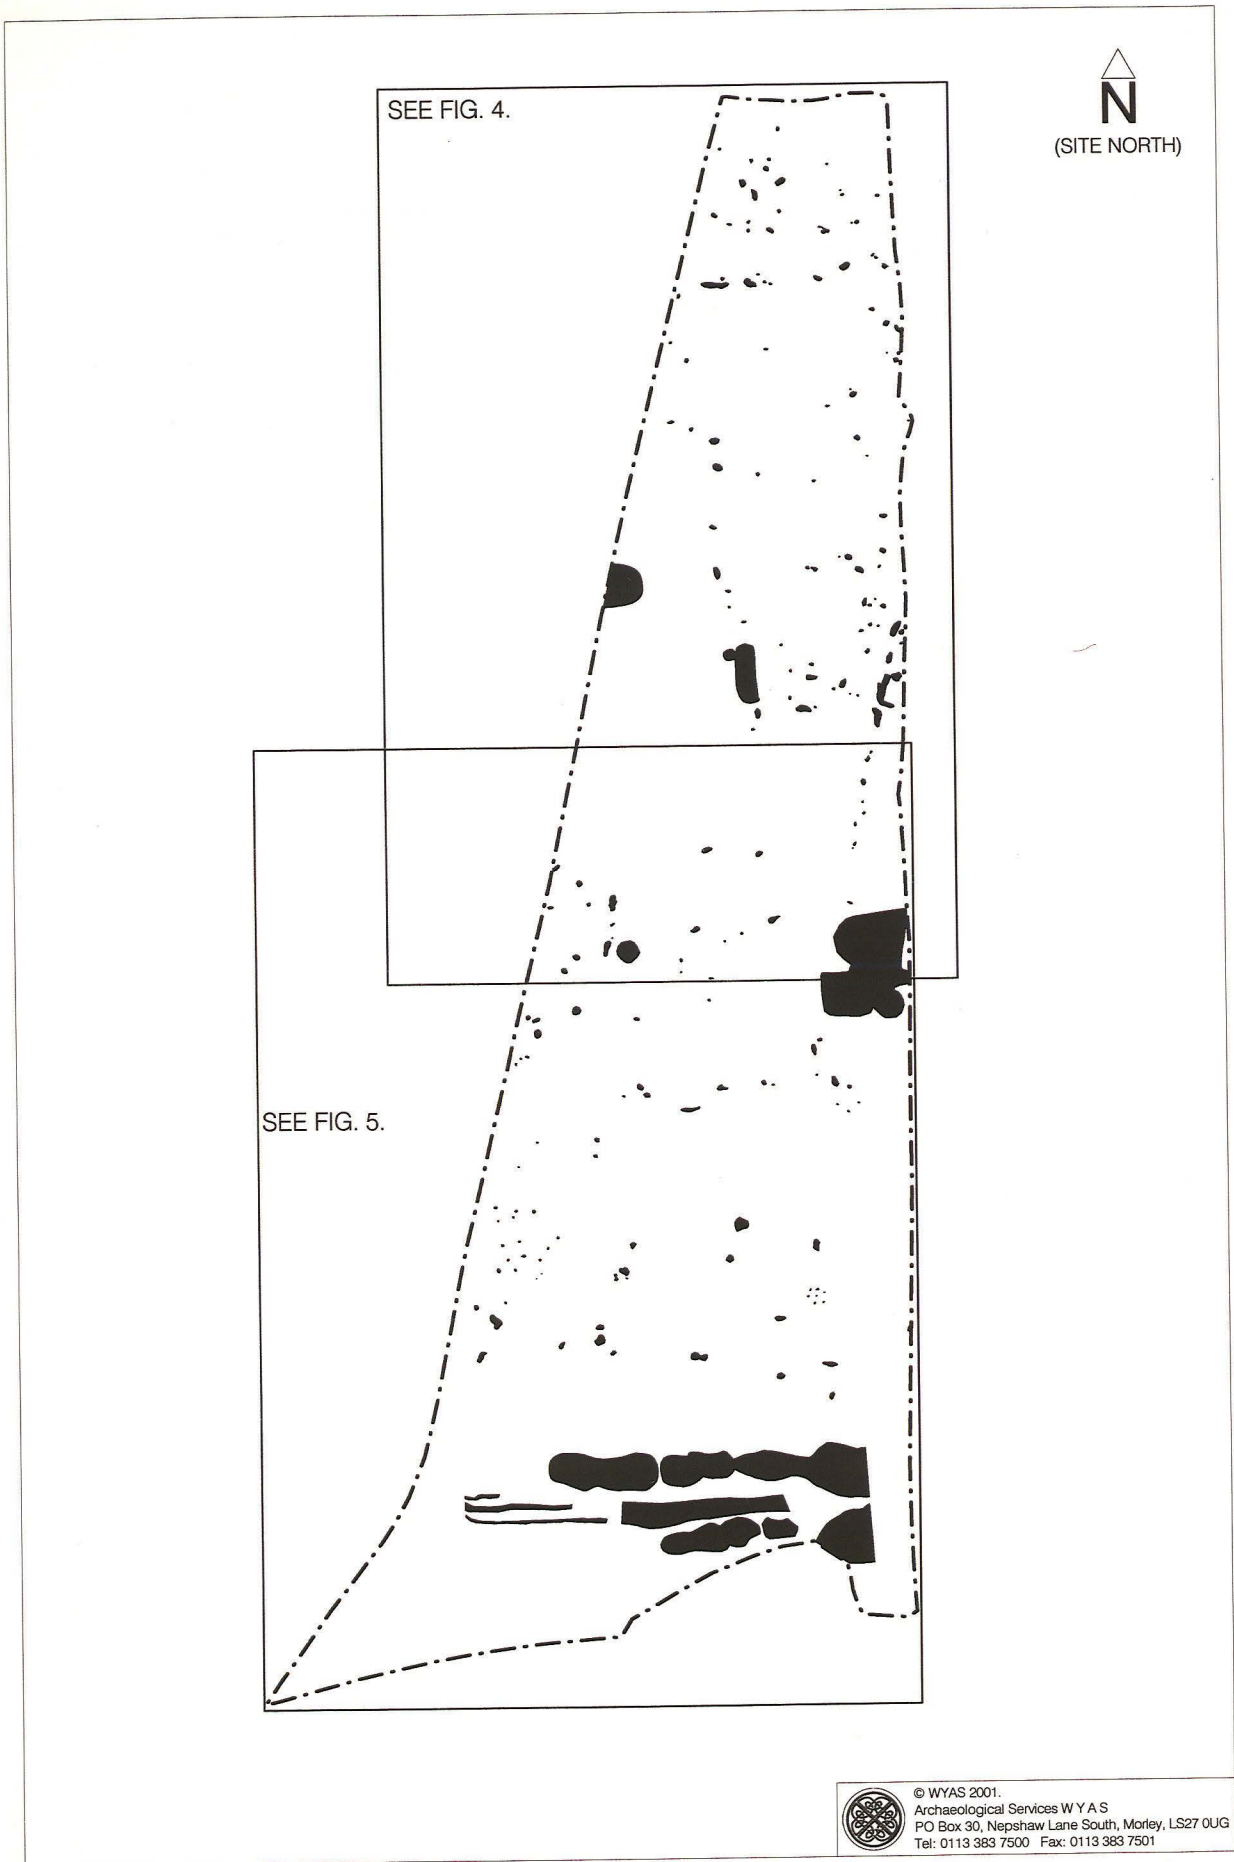 SEE FIG. 4.
N
(SITE NORTH)
SEE FIG. 5.
© WYAS 2001.
Archaeological Services W Y A S
PO Box 30, Nepshaw Lane South, Morley, LS27 0UG
Tel: 0113 383 7500 Fax: 0113 383 7501